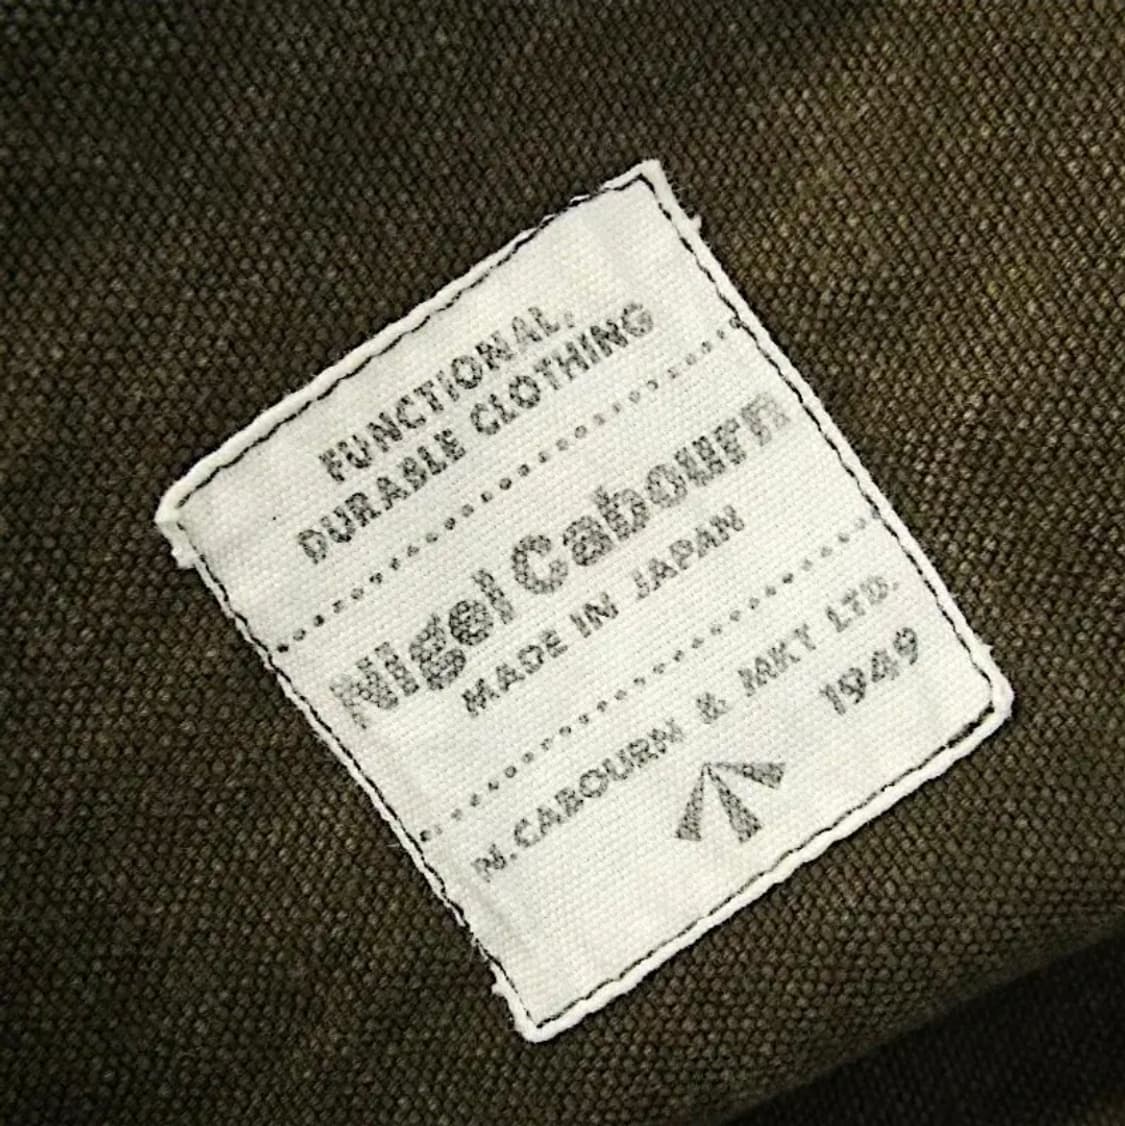 FUNCTIONAL,
DURABLE CLOTHING
Nigel Cabourn
MADE IN JAPAN
N.CABOURN & MKT LTD.
1949